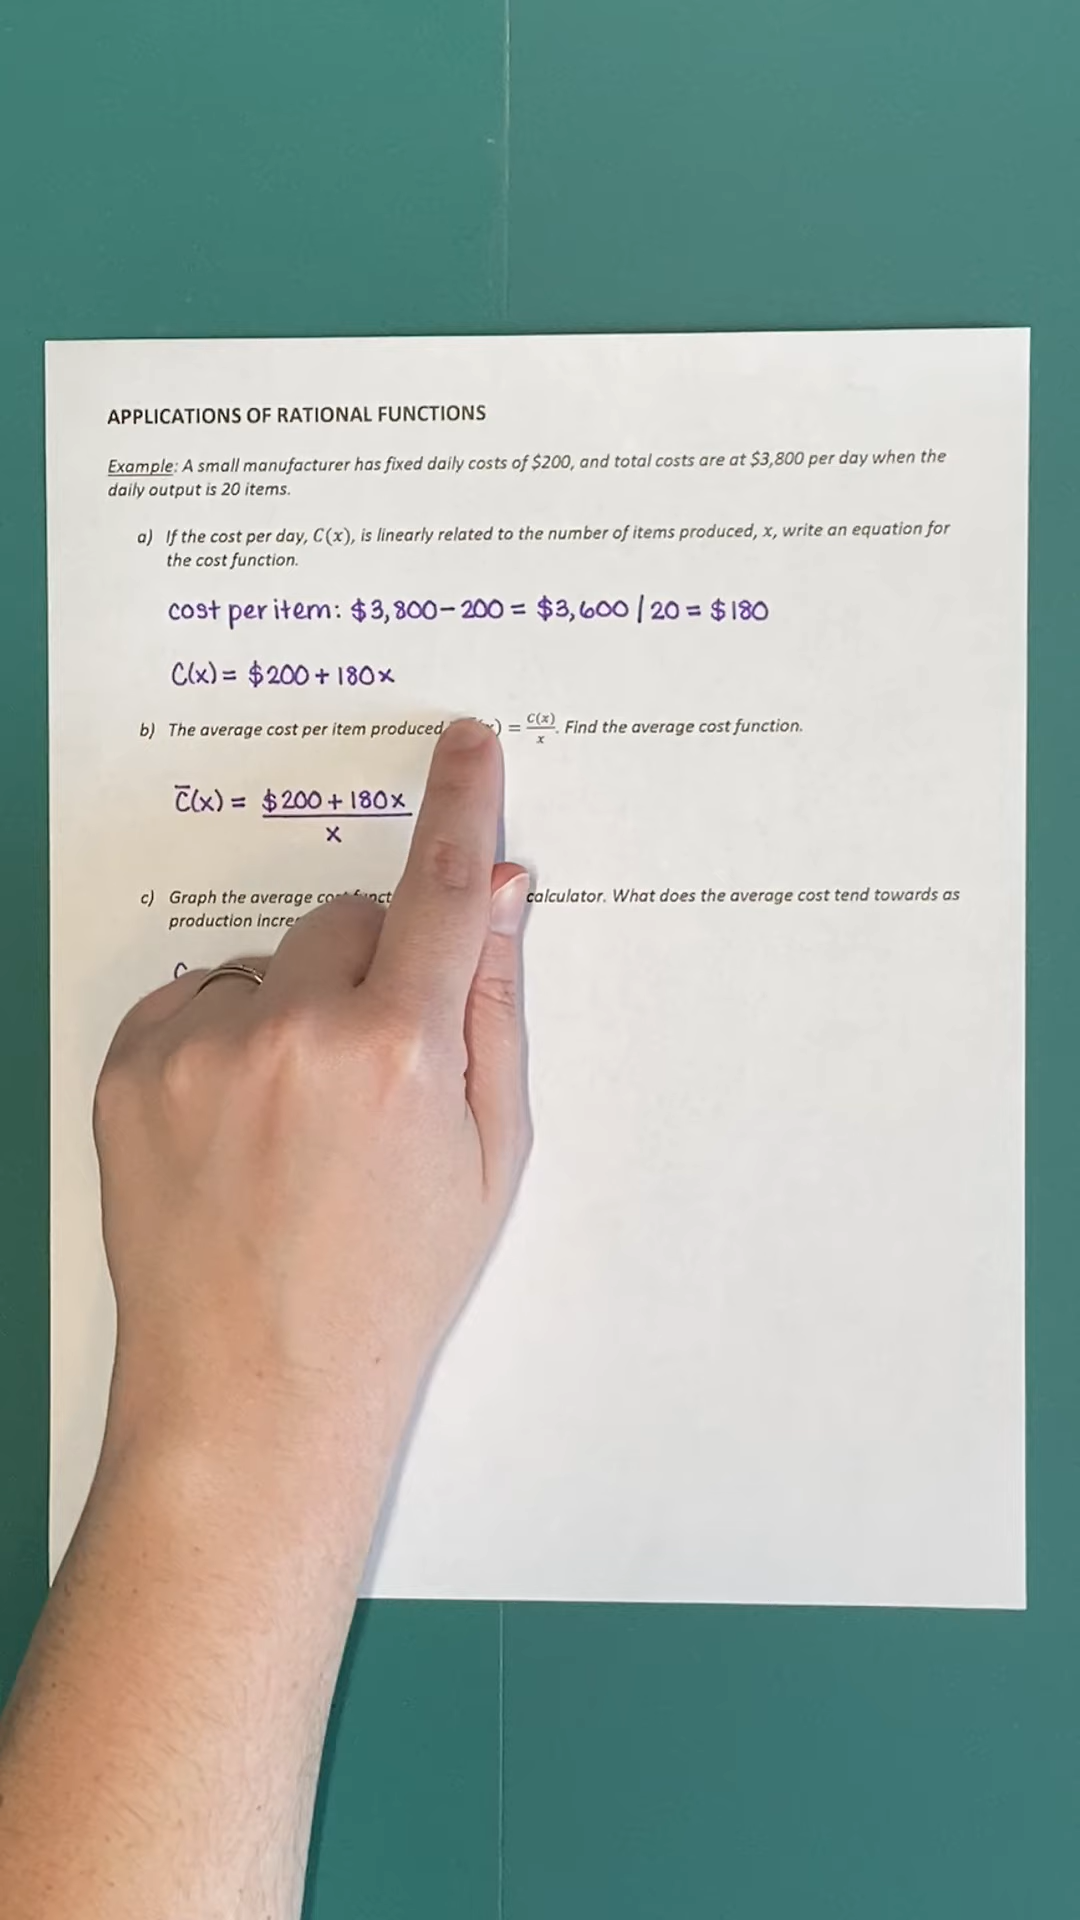 APPLICATIONS OF RATIONAL FUNCTIONS
Example: A small manufacturer has fixed daily costs of $200, and total costs are at $3,800 per day when the
daily output is 20 items.
a) If the cost per day, C(x), is linearly related to the number of items produced, x, write an equation for
the cost function.
cost per item: $3,800 - 200 = $3,600 / 20 = $180
C(x) = $200 + 180x
b) The average cost per item produced x) = C(x)/x. Find the average cost function.
C̄(x) = $200 + 180x
x
c) Graph the average calculator. What does the average cost tend towards as
production